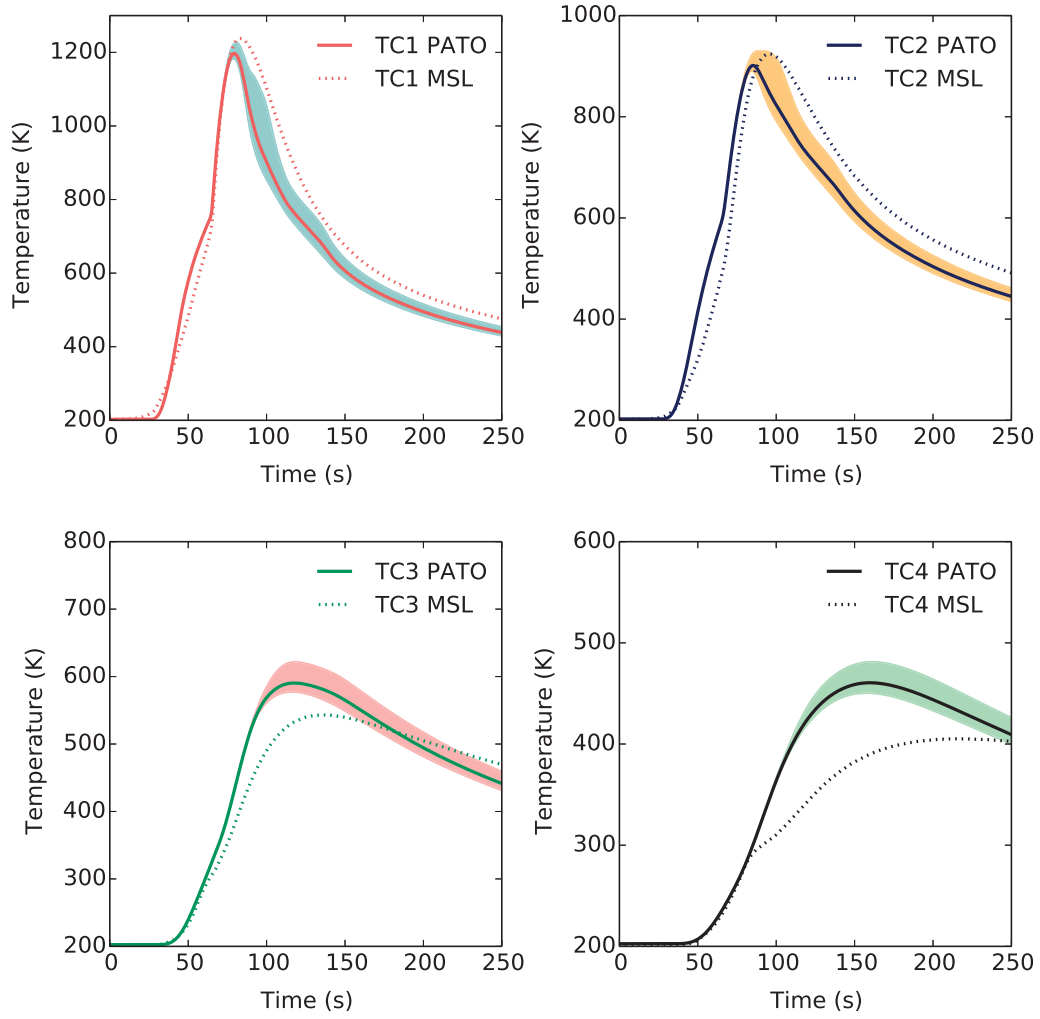 TC1 PATO
TC1 MSL
1200
1000
800
600
400
200
0 50 100 150 200 250
Time (s)
Temperature (K)
TC2 PATO
TC2 MSL
1000
800
600
400
200
0 50 100 150 200 250
Time (s)
Temperature (K)
TC3 PATO
TC3 MSL
800
700
600
500
400
300
200
0 50 100 150 200 250
Time (s)
Temperature (K)
TC4 PATO
TC4 MSL
600
500
400
300
200
0 50 100 150 200 250
Time (s)
Temperature (K)